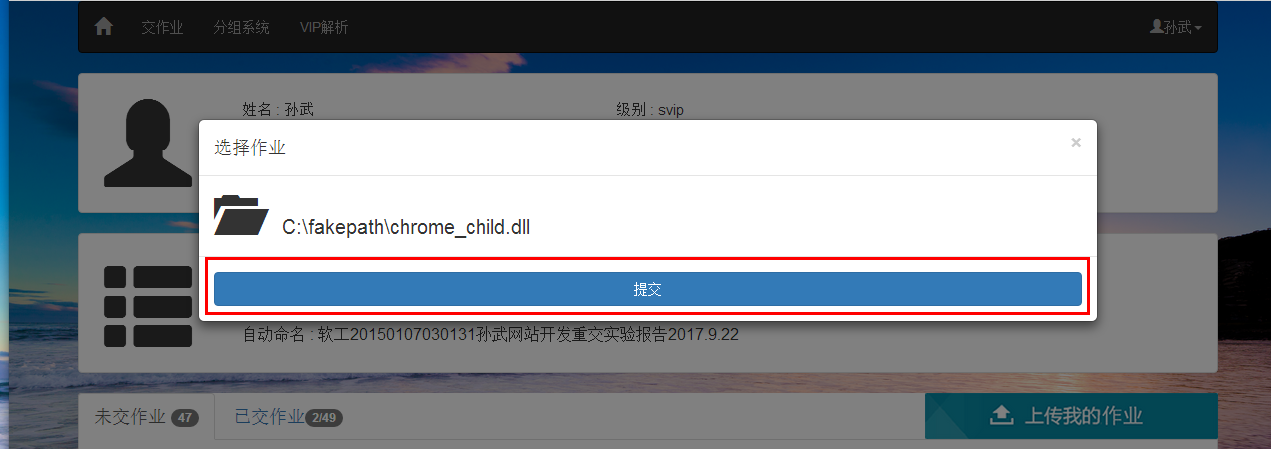 交作业 分组系统 VIP解析 孙武
姓名 : 孙武 级别 : svip
选择作业 ×
C:\fakepath\chrome_child.dll
提交
自动命名 : 软工20150107030131孙武网站开发重交实验报告2017.9.22
未交作业 47 已交作业 2/49 上传我的作业